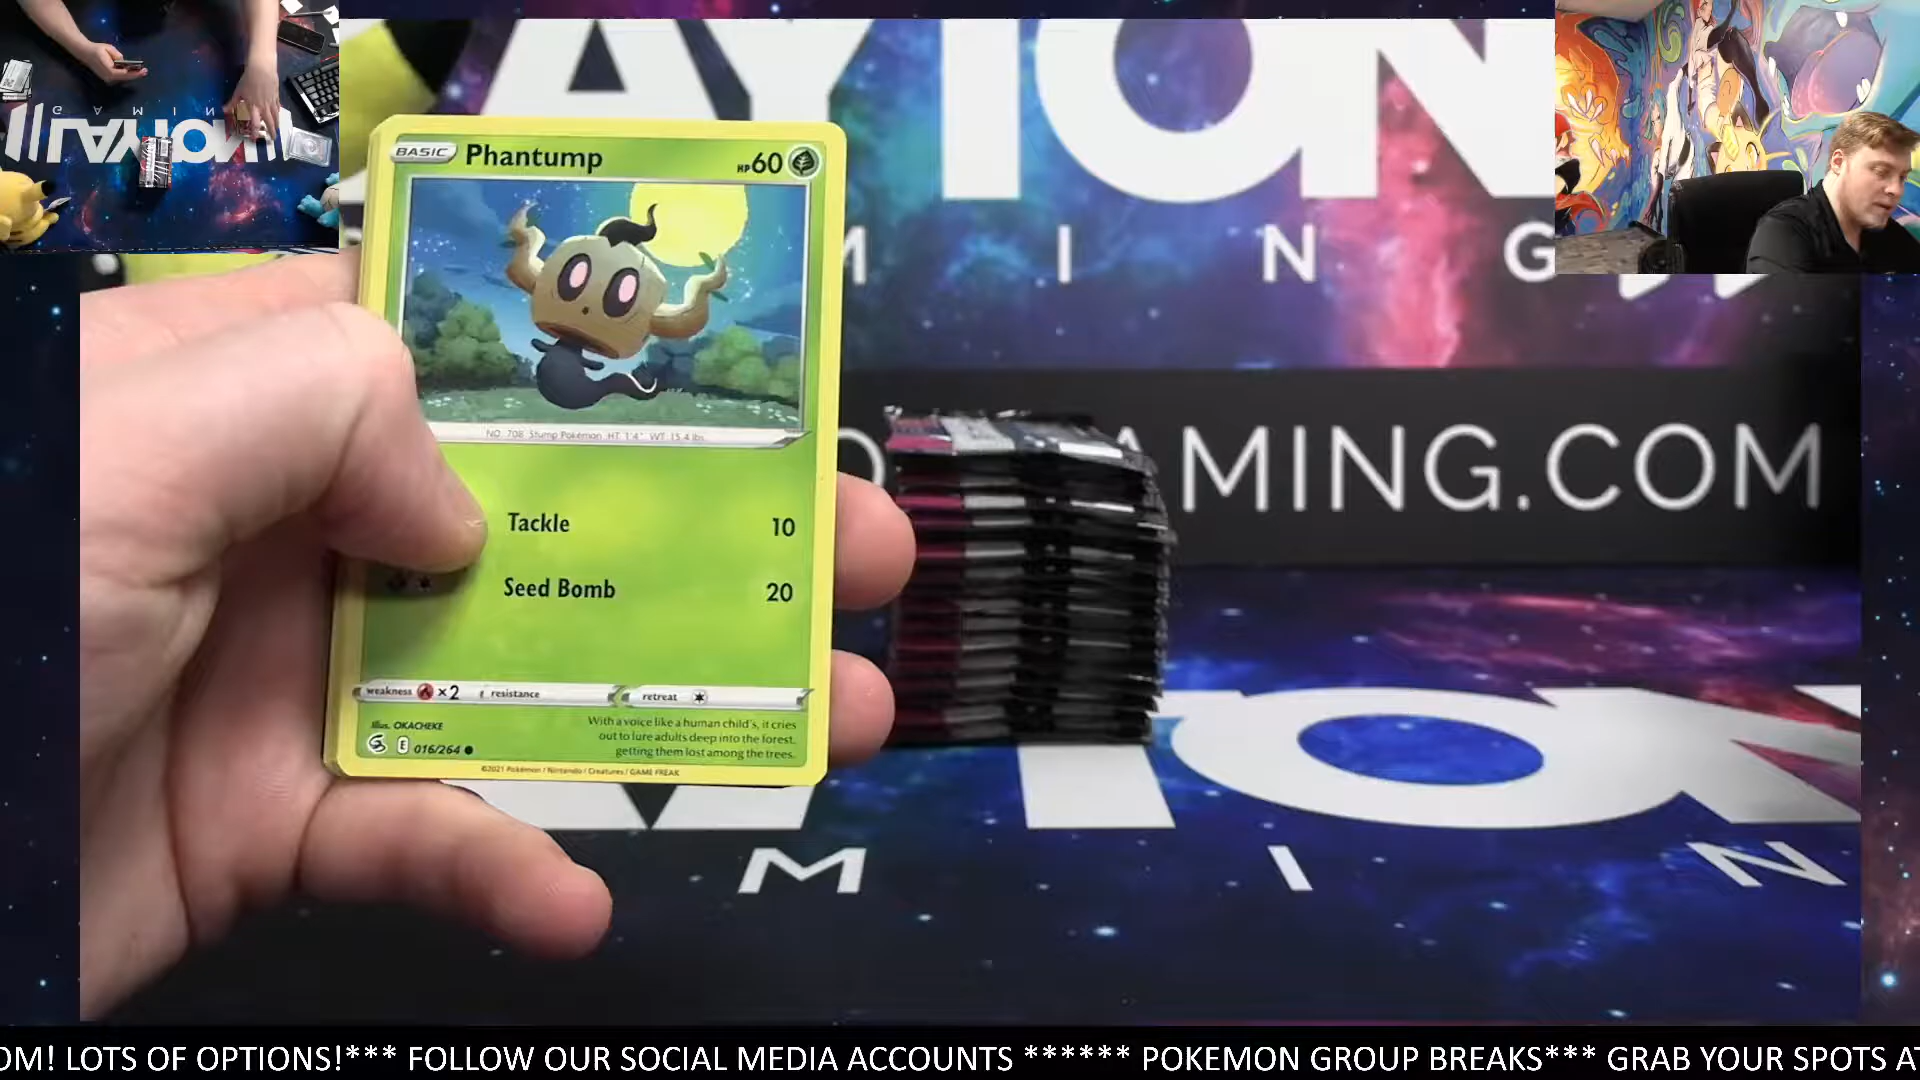 AYTON
M I N G
GAMING.COM
BASIC Phantump HP60
NO. 708 Stump Pokémon HT: 1'4" WT: 15.4 lbs.
Tackle 10
Seed Bomb 20
weakness ×2 resistance retreat
Illus. OKACHEKE
With a voice like a human child's, it cries
out to lure adults deep into the forest,
getting them lost among the trees.
E 016/264
©2021 Pokémon / Nintendo / Creatures / GAME FREAK
M I N
OM! LOTS OF OPTIONS!*** FOLLOW OUR SOCIAL MEDIA ACCOUNTS ****** POKEMON GROUP BREAKS*** GRAB YOUR SPOTS AT